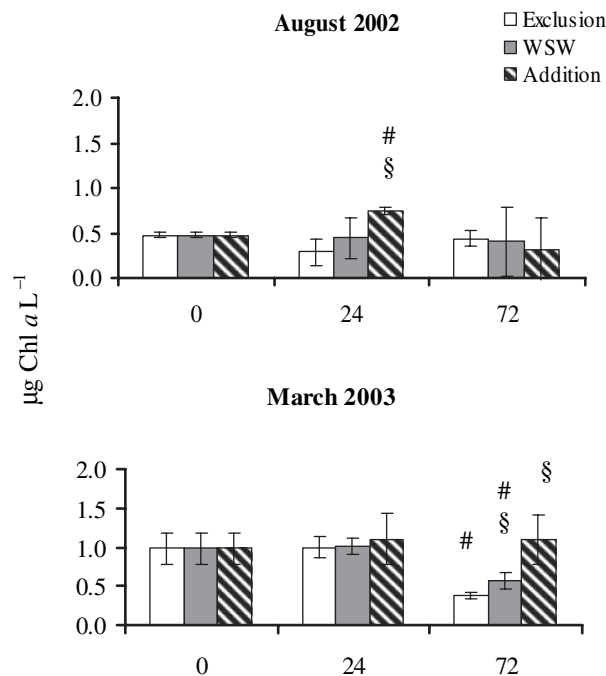 August 2002
Exclusion
WSW
Addition
2.0
1.5
1.0
0.5
0.0
#
§
0 24 72
µg Chl a L⁻¹
March 2003
2.0
1.5
1.0
0.5
0.0
§
#
§
#
0 24 72